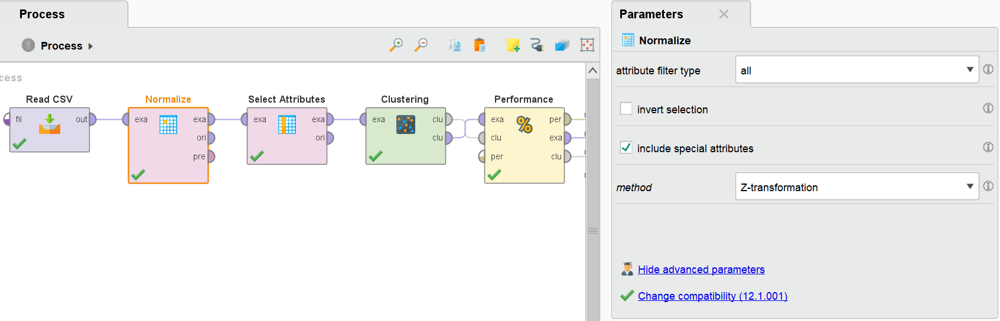 Process
Process
cess
Read CSV
fil
out
Normalize
exa
exa
ori
pre
Select Attributes
exa
exa
ori
Clustering
exa
clu
clu
Performance
exa
per
clu
exa
per
clu
Parameters
Normalize
attribute filter type
all
invert selection
include special attributes
method
Z-transformation
Hide advanced parameters
Change compatibility (12.1.001)